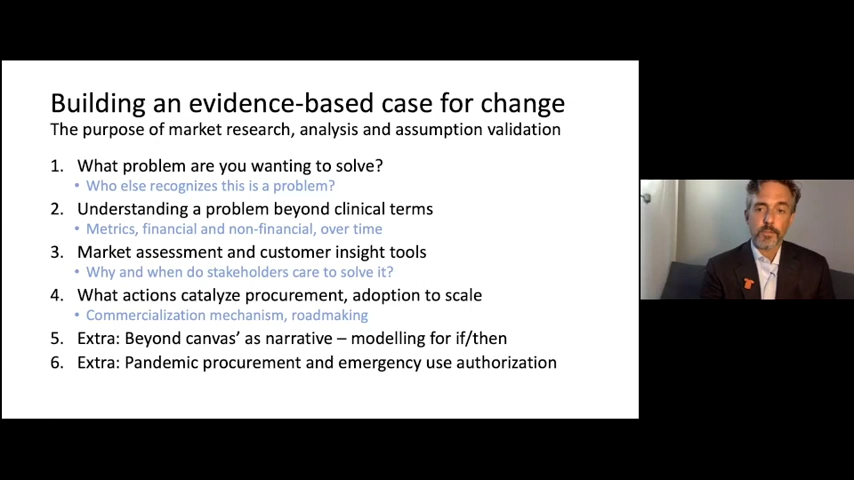 Building an evidence-based case for change
The purpose of market research, analysis and assumption validation
1. What problem are you wanting to solve?
• Who else recognizes this is a problem?
2. Understanding a problem beyond clinical terms
• Metrics, financial and non-financial, over time
3. Market assessment and customer insight tools
• Why and when do stakeholders care to solve it?
4. What actions catalyze procurement, adoption to scale
• Commercialization mechanism, roadmaking
5. Extra: Beyond canvas’ as narrative – modelling for if/then
6. Extra: Pandemic procurement and emergency use authorization